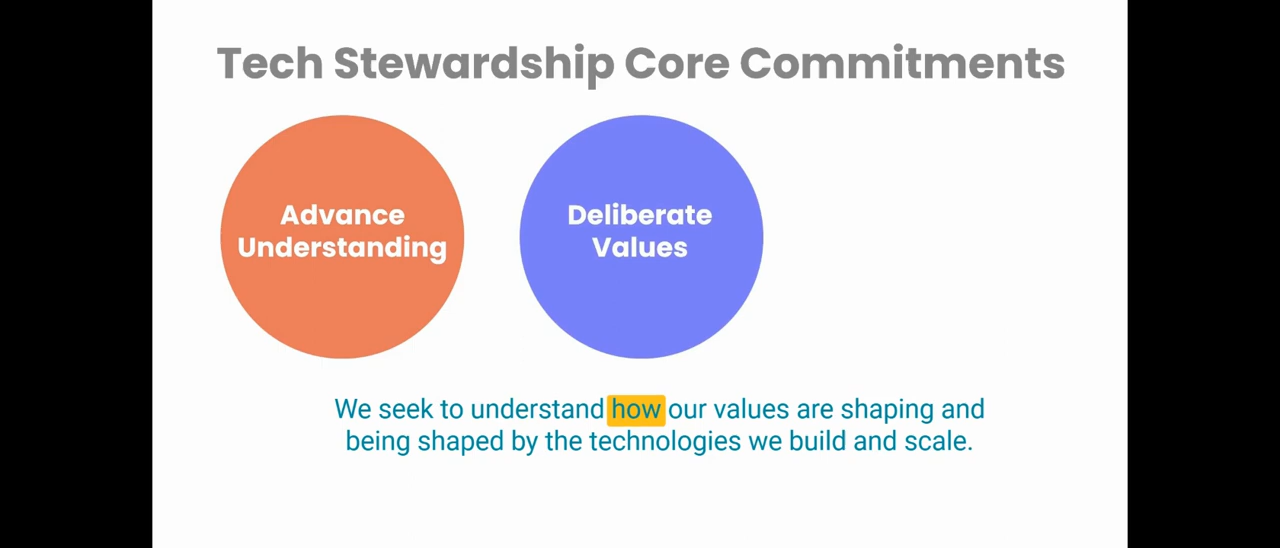 Tech Stewardship Core Commitments
Advance
Understanding
Deliberate
Values
We seek to understand how our values are shaping and
being shaped by the technologies we build and scale.